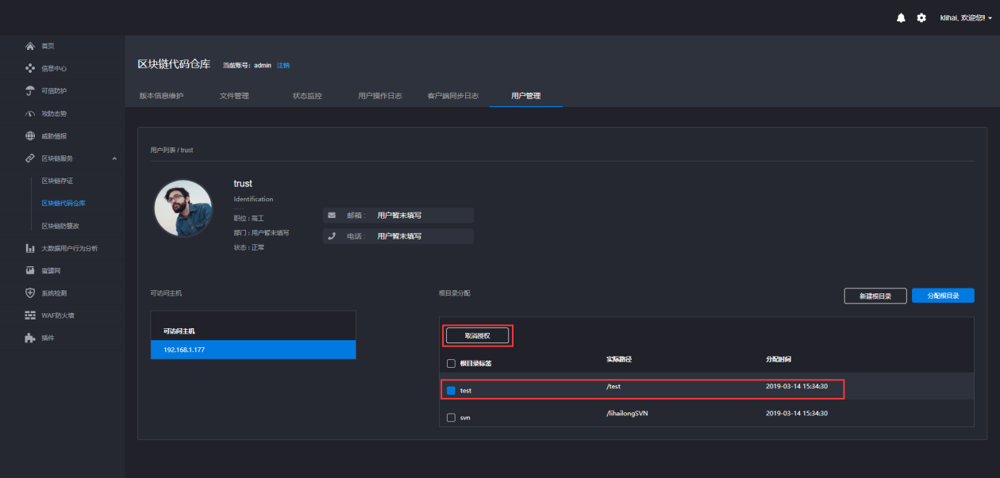 klihai, 欢迎您!
首页
信息中心
可信防护
攻防态势
威胁情报
区块链服务
区块链存证
区块链代码仓库
区块链防篡改
大数据用户行为分析
蜜罐网
系统检测
WAF防火墙
插件
区块链代码仓库 当前账号：admin 注销
版本信息维护 文件管理 状态监控 用户操作日志 客户端同步日志 用户管理
用户列表 / trust
trust
Identification
职位 : 高工
部门 : 用户暂未填写
状态 : 正常
邮箱 : 用户暂未填写
电话 : 用户暂未填写
可访问主机
可访问主机
192.168.1.177
根目录分配
新建根目录 分配根目录
取消授权
根目录标签 实际路径 分配时间
test /test 2019-03-14 15:34:30
svn /lihailongSVN 2019-03-14 15:34:30